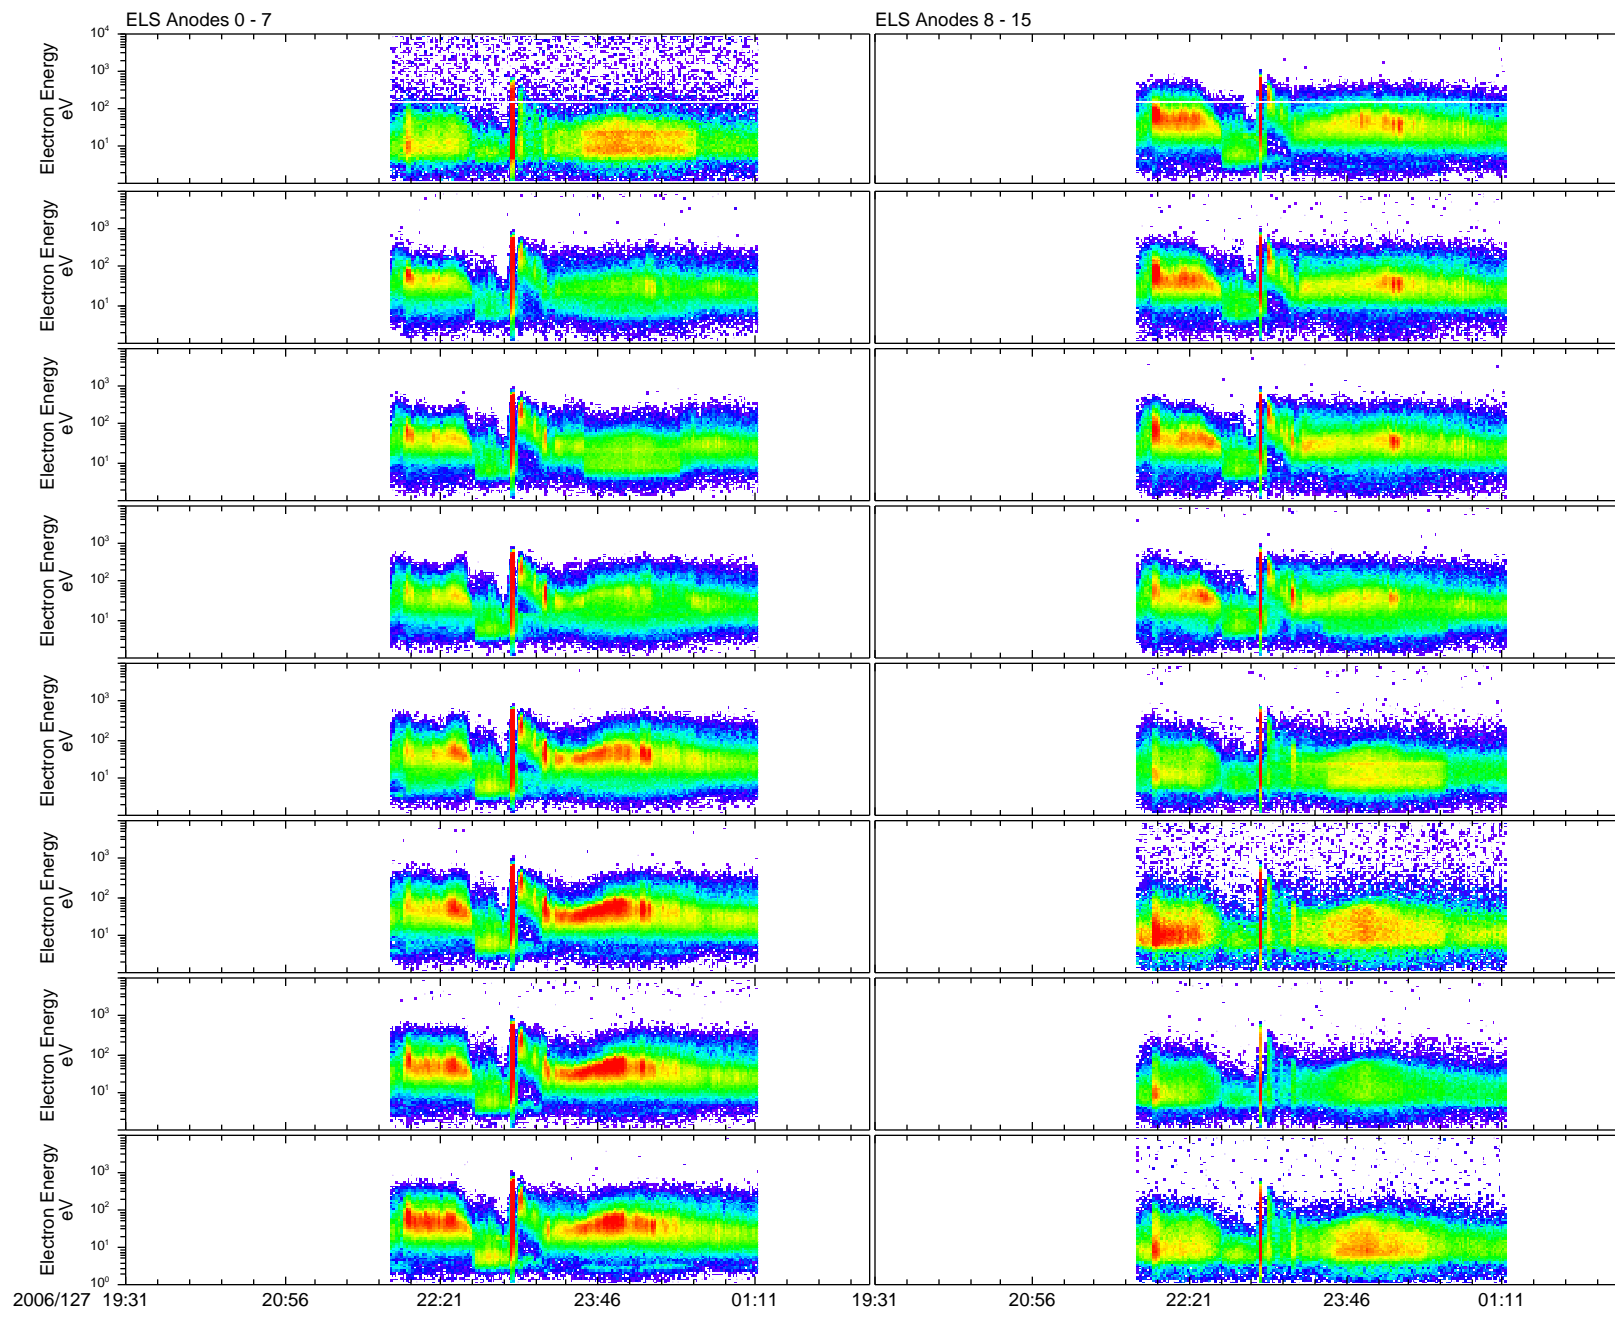 ELS Anodes 0 - 7 ELS Anodes 8 - 15
Electron Energy
eV
10⁴
10³
10²
10¹
Electron Energy
eV
10³
10²
10¹
Electron Energy
eV
10³
10²
10¹
Electron Energy
eV
10³
10²
10¹
Electron Energy
eV
10³
10²
10¹
Electron Energy
eV
10³
10²
10¹
Electron Energy
eV
10³
10²
10¹
Electron Energy
eV
10³
10²
10¹
10⁰
2006/127 19:31 20:56 22:21 23:46 01:11 19:31 20:56 22:21 23:46 01:11